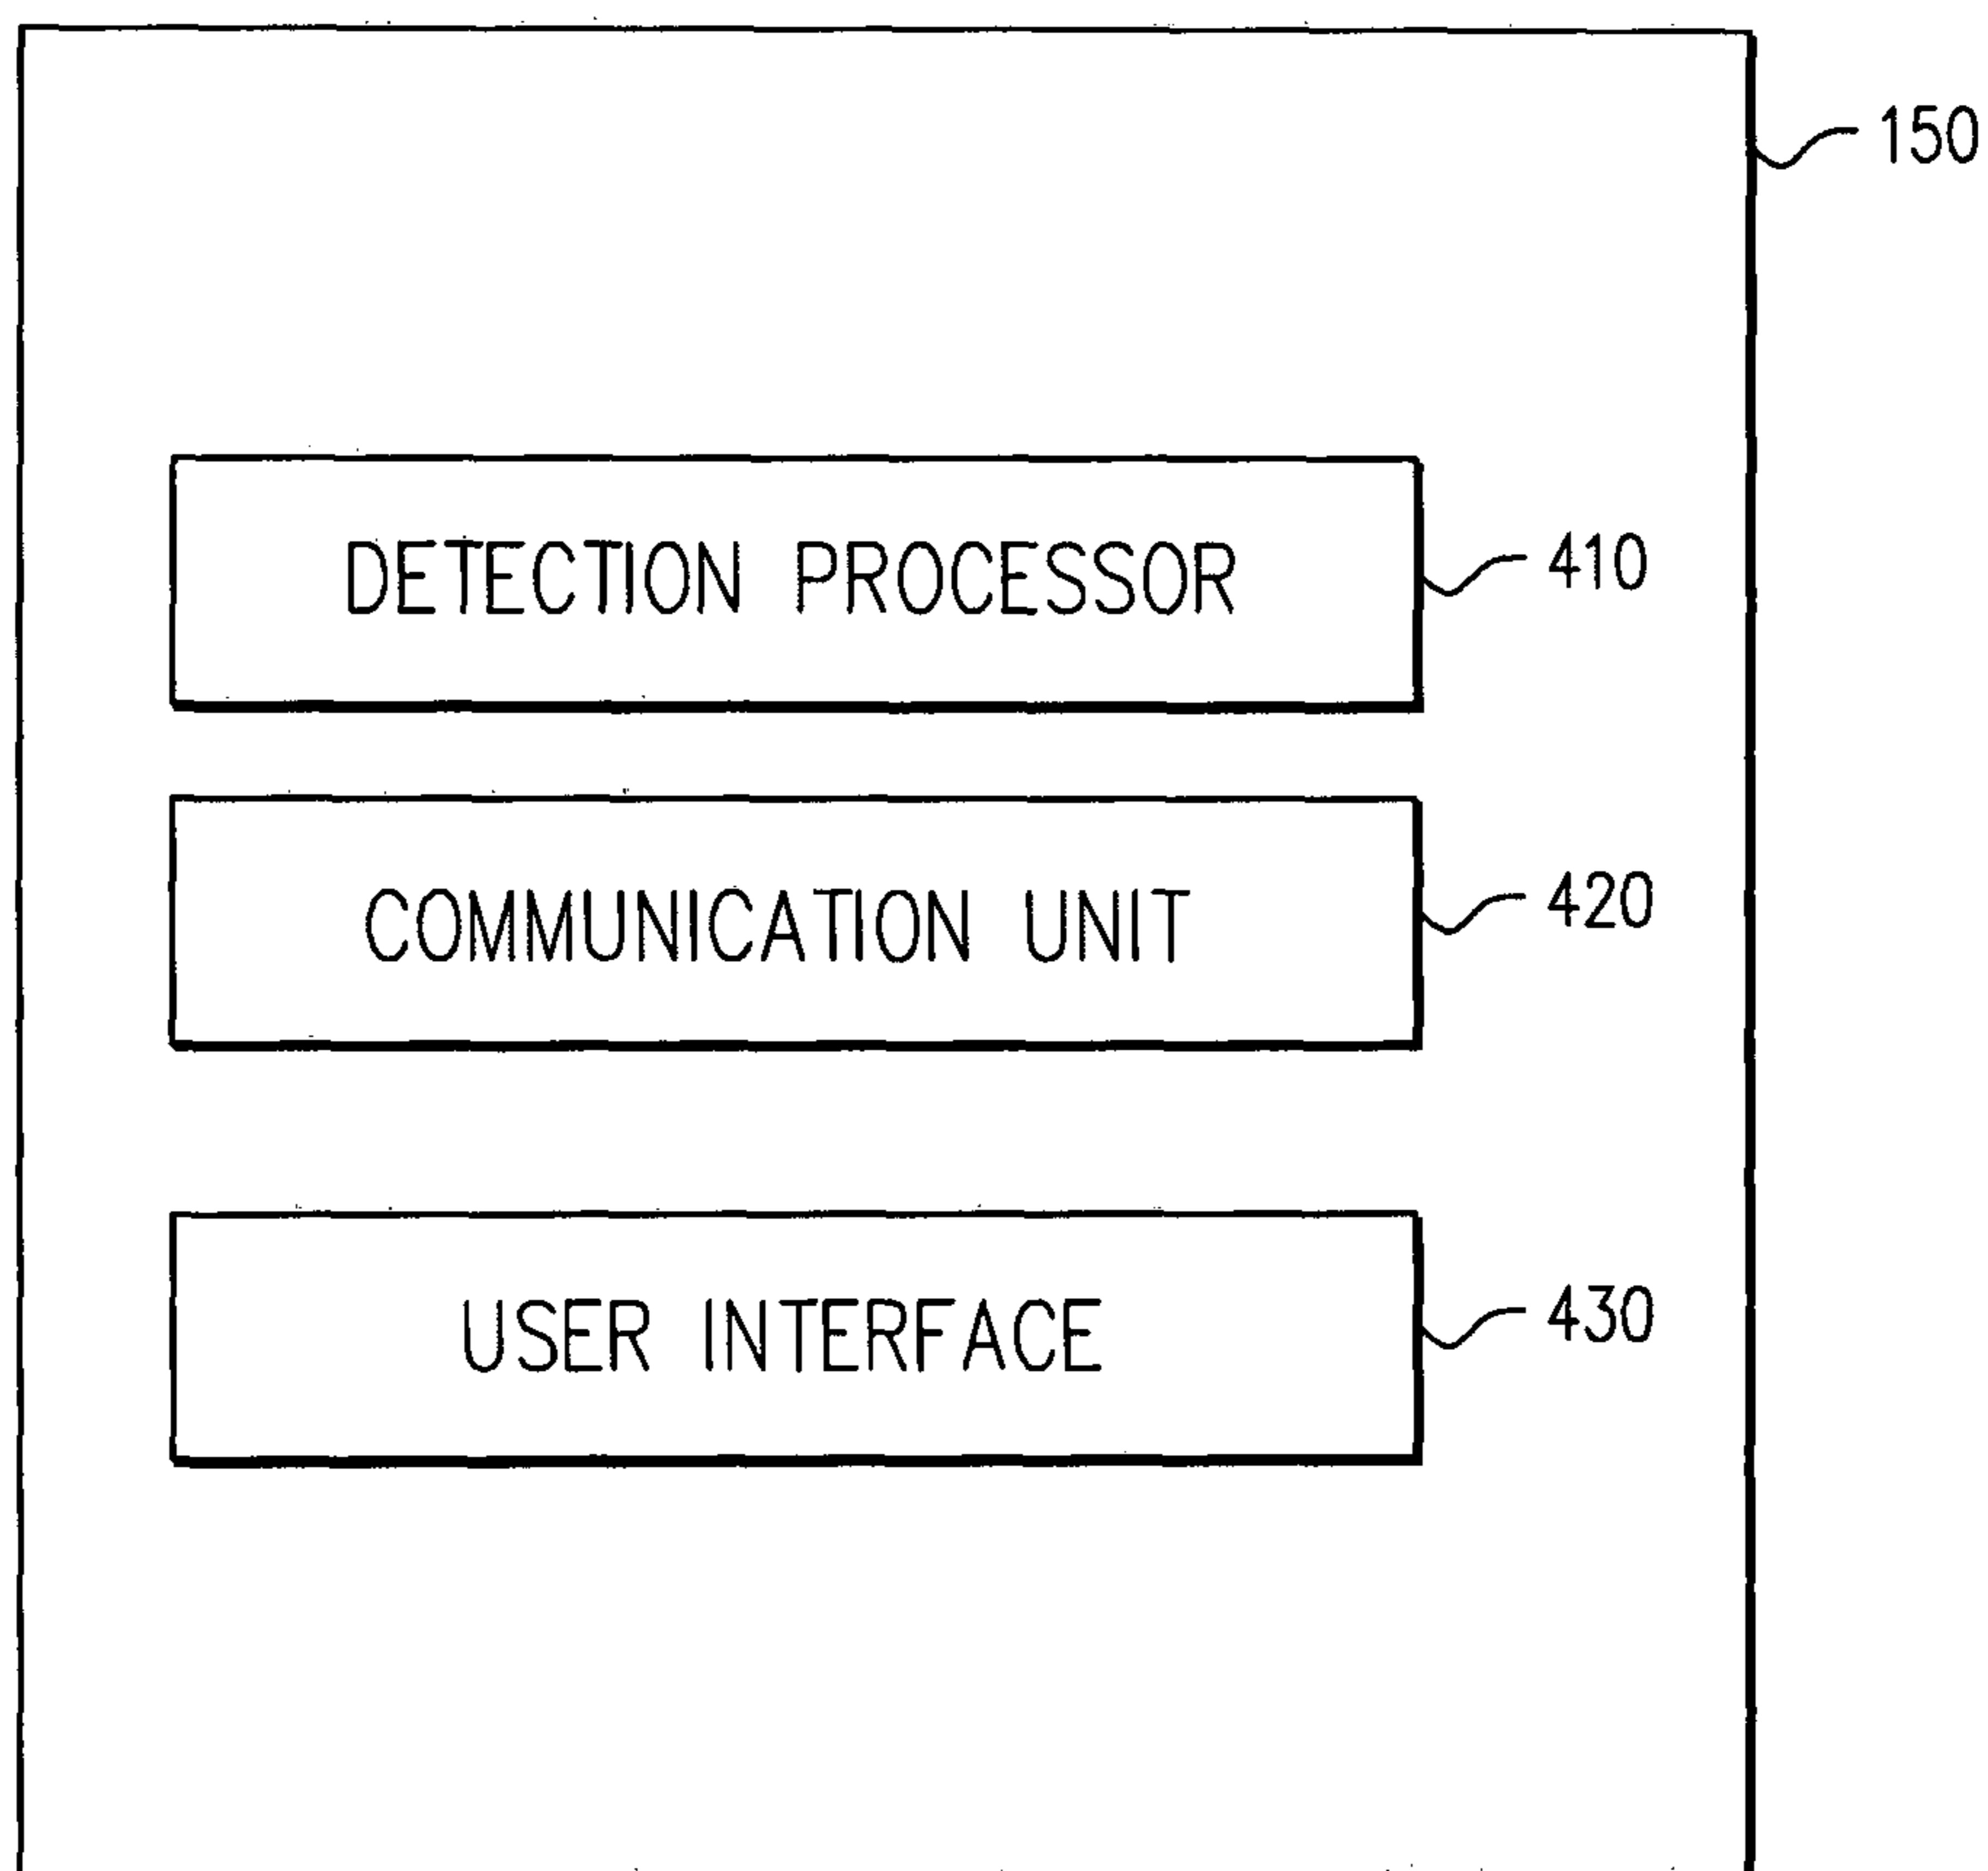 150
DETECTION PROCESSOR
410
COMMUNICATION UNIT
420
USER INTERFACE
430